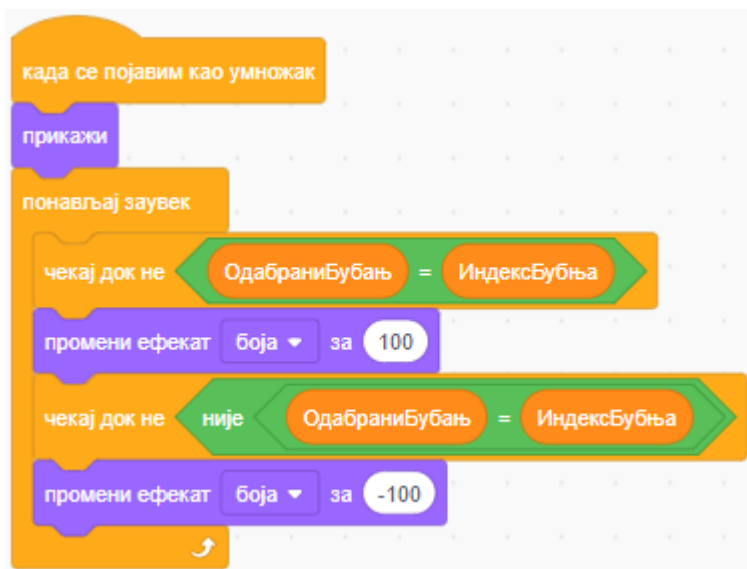 када се појавим као умножак
прикажи
понављај заувек
чекај док не ОдабраниБубањ = ИндексБубња
промени ефекат боја за 100
чекај док не није ОдабраниБубањ = ИндексБубња
промени ефекат боја за -100